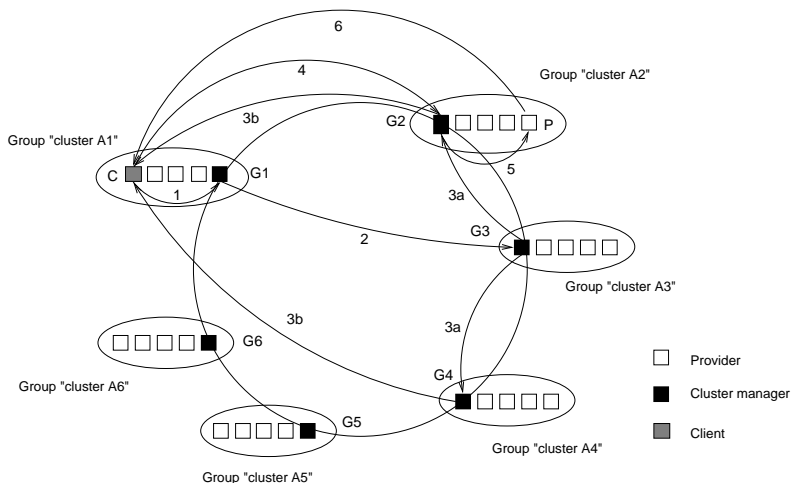 6
Group "cluster A2"
4
3b
G2
P
Group "cluster A1"
5
C
G1
1
3a
2
G3
Group "cluster A3"
3b
3a
G6
Provider
G4
Group "cluster A6"
Cluster manager
G5
Client
Group "cluster A4"
Group "cluster A5"